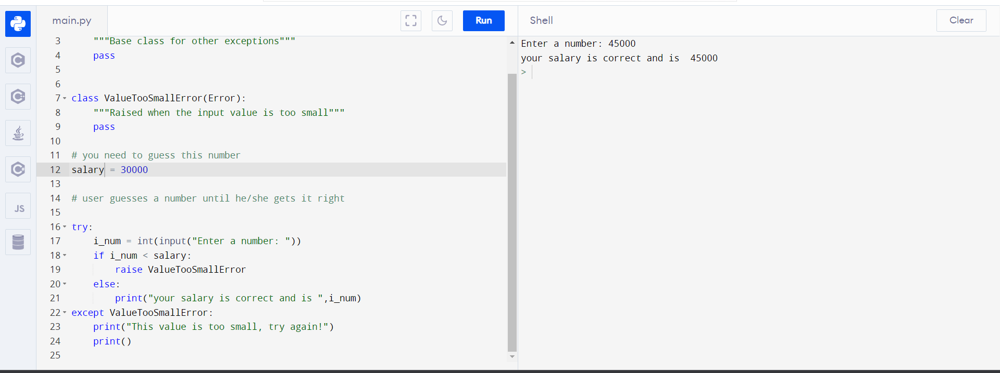 main.py
Run
Shell
Clear
3     """Base class for other exceptions"""
4     pass
5
6
7 class ValueTooSmallError(Error):
8     """Raised when the input value is too small"""
9     pass
10
11 # you need to guess this number
12 salary = 30000
13
14 # user guesses a number until he/she gets it right
15
16 try:
17     i_num = int(input("Enter a number: "))
18     if i_num < salary:
19         raise ValueTooSmallError
20     else:
21         print("your salary is correct and is ",i_num)
22 except ValueTooSmallError:
23     print("This value is too small, try again!")
24     print()
25
Enter a number: 45000
your salary is correct and is  45000
>
C
C++
C#
JS